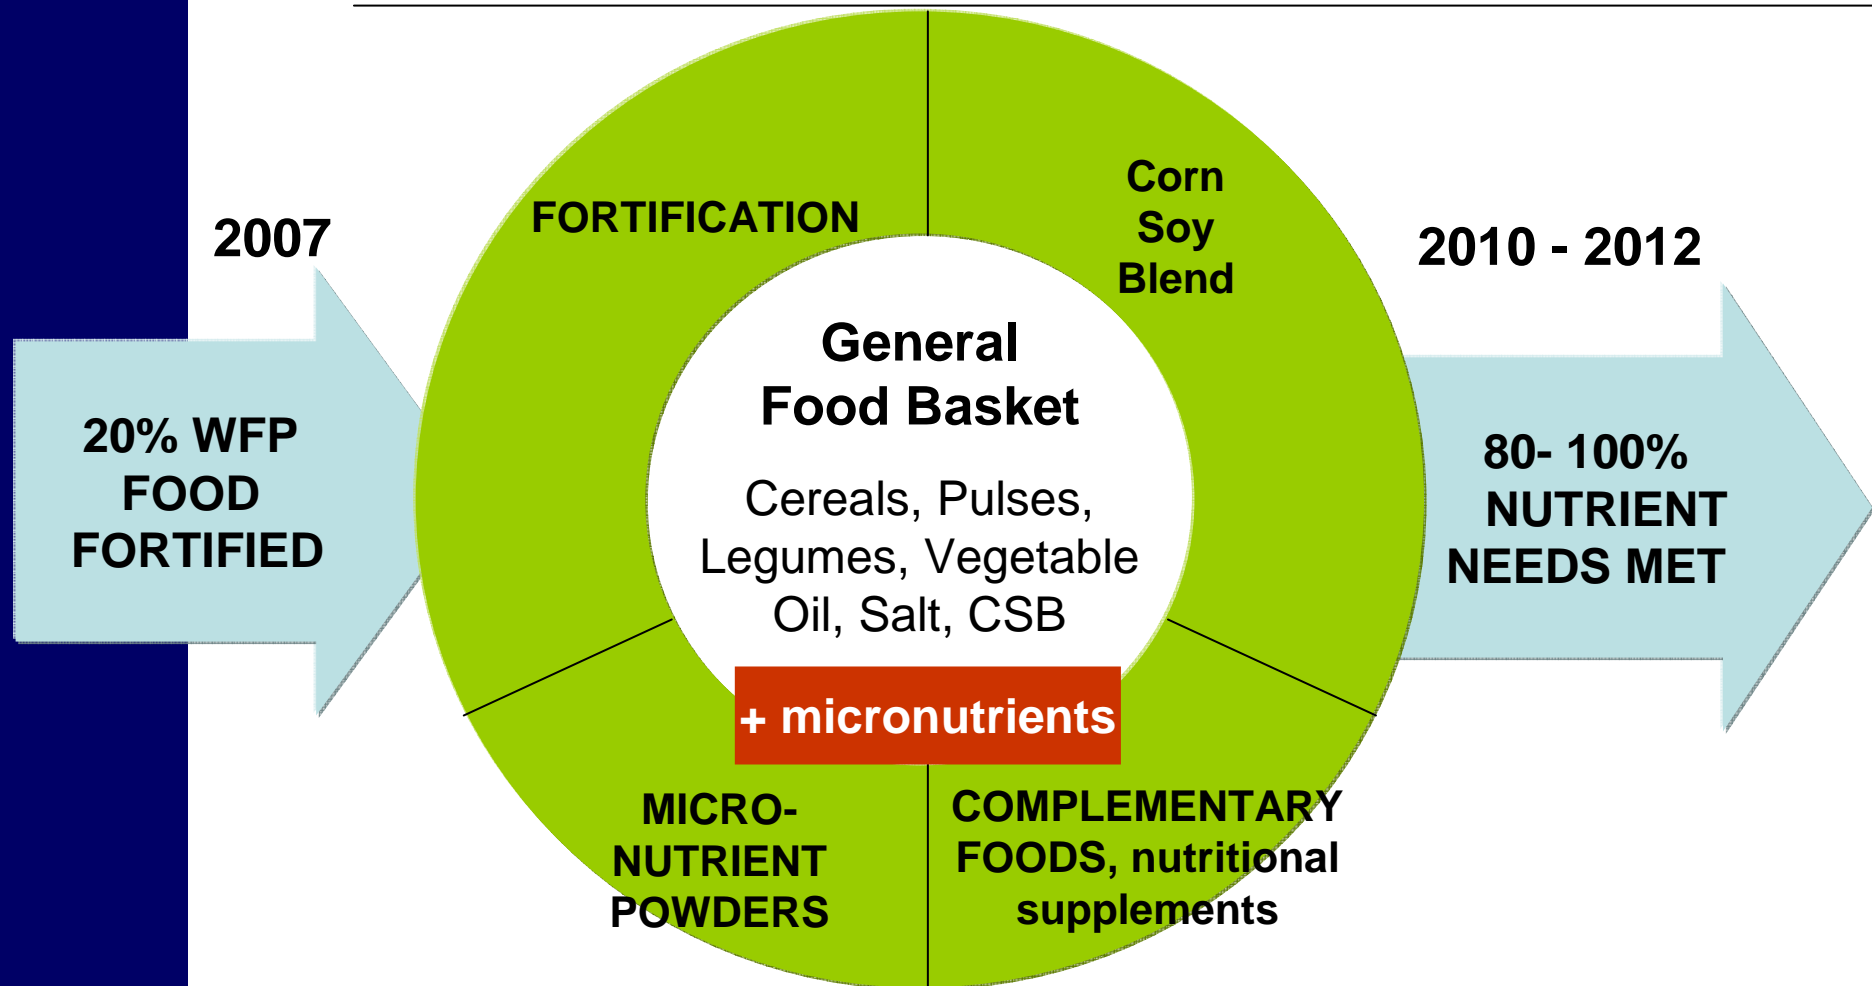 2007
20% WFP
FOOD
FORTIFIED
FORTIFICATION
Corn
Soy
Blend
General
Food Basket
Cereals, Pulses,
Legumes, Vegetable
Oil, Salt, CSB
+ micronutrients
MICRO-
NUTRIENT
POWDERS
COMPLEMENTARY
FOODS, nutritional
supplements
2010 - 2012
80- 100%
NUTRIENT
NEEDS MET